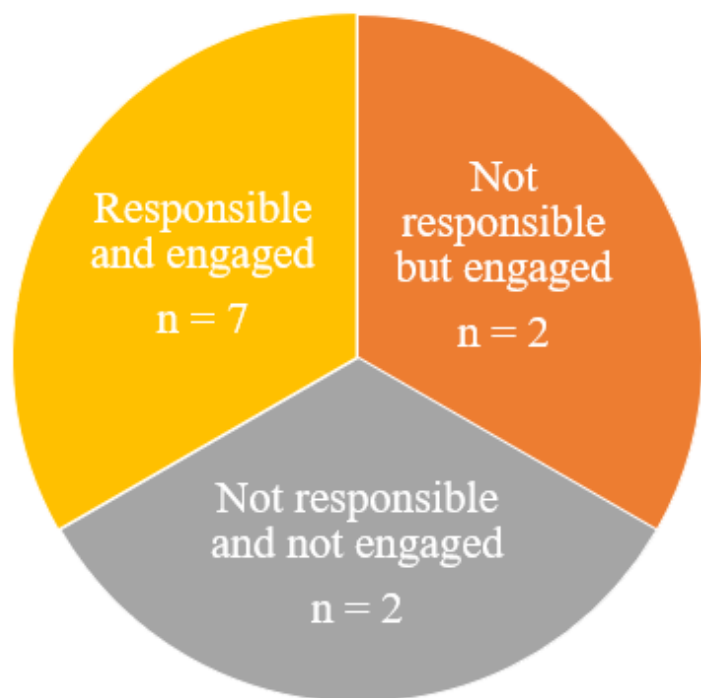 Responsible
and engaged
n = 7
Not
responsible
but engaged
n = 2
Not responsible
and not engaged
n = 2